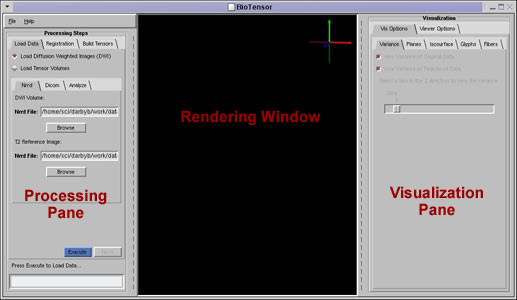 BioTensor
File Help
Processing Steps
Load Data Registration Build Tensors
Load Diffusion Weighted Images (DWI)
Load Tensor Volumes
Nrrd Dicom Analyze
DWI Volume:
Nrrd File: /home/sci/darbyb/work/dat
Browse
T2 Reference Image:
Nrrd File: /home/sci/darbyb/work/dat
Browse
Processing
Pane
Execute Next
Press Execute to Load Data...
Rendering Window
Visualization
Vis Options Viewer Options
Variance Planes Isosurface Glyphs Fibers
View Variance of Original Data
View Variance of Registered Data
Select a slice in the Z direction to view the variance
Slice
Visualization
Pane